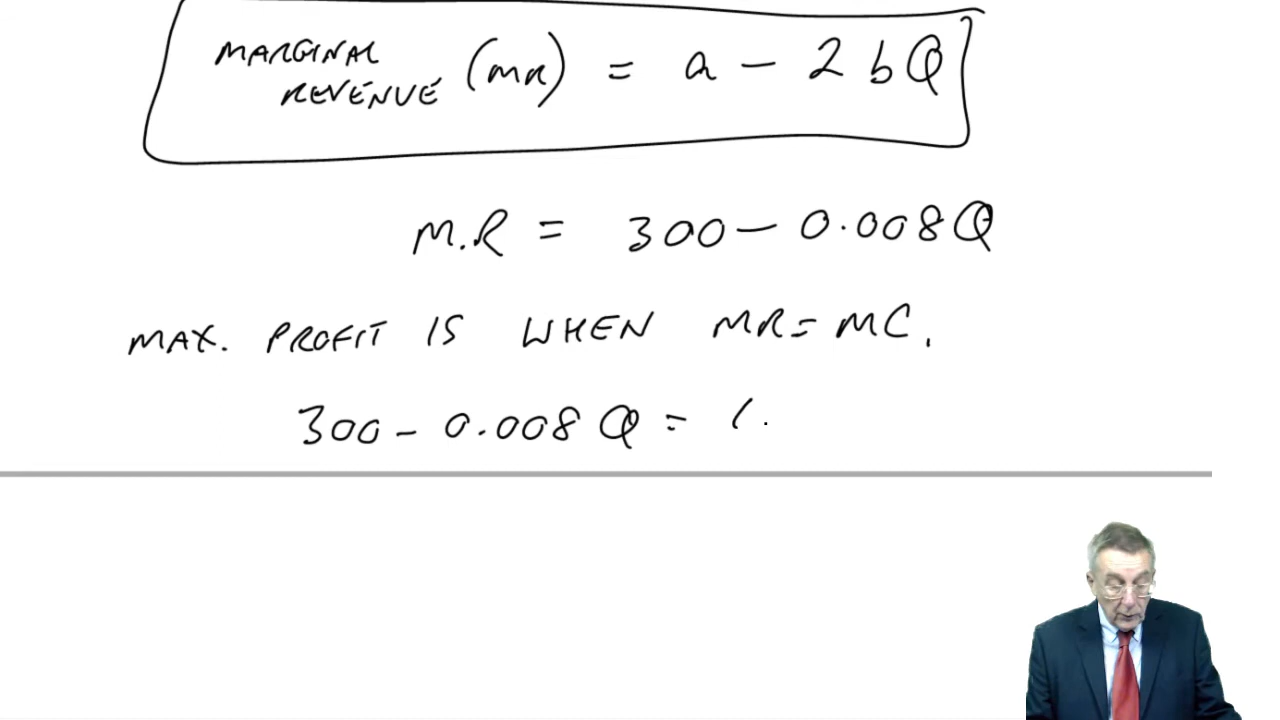 MARGINAL
REVENUE (MR) = a - 2bQ
M.R = 300 - 0.008Q
MAX. PROFIT IS WHEN MR = MC.
300 - 0.008Q =